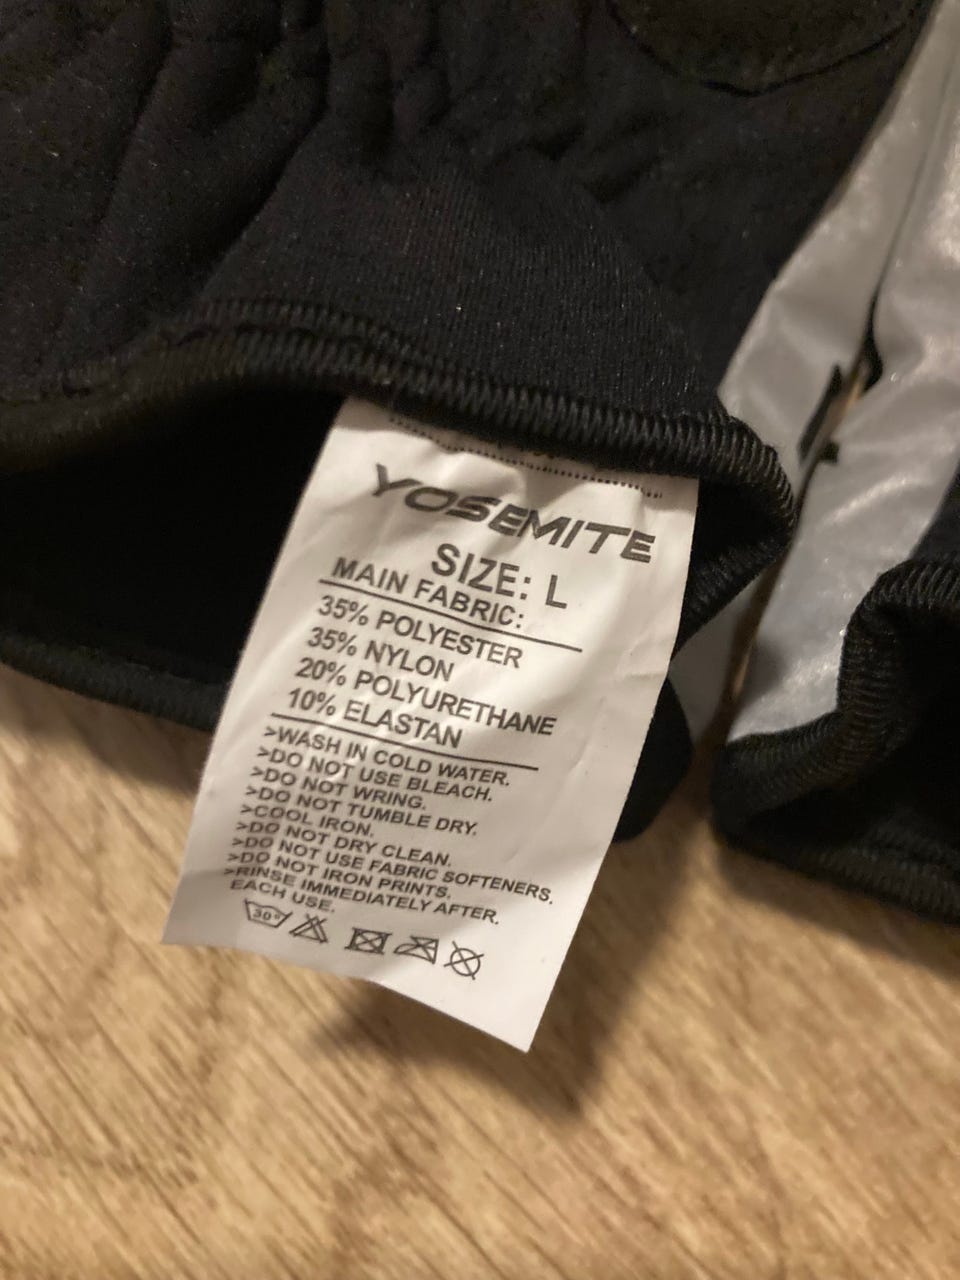 YOSEMITE
SIZE: L
MAIN FABRIC:
35% POLYESTER
35% NYLON
20% POLYURETHANE
10% ELASTAN
>WASH IN COLD WATER.
>DO NOT USE BLEACH.
>DO NOT WRING.
>DO NOT TUMBLE DRY.
>COOL IRON.
>DO NOT DRY CLEAN.
>DO NOT USE FABRIC SOFTENERS.
>DO NOT IRON PRINTS.
>RINSE IMMEDIATELY AFTER.
EACH USE.
30°